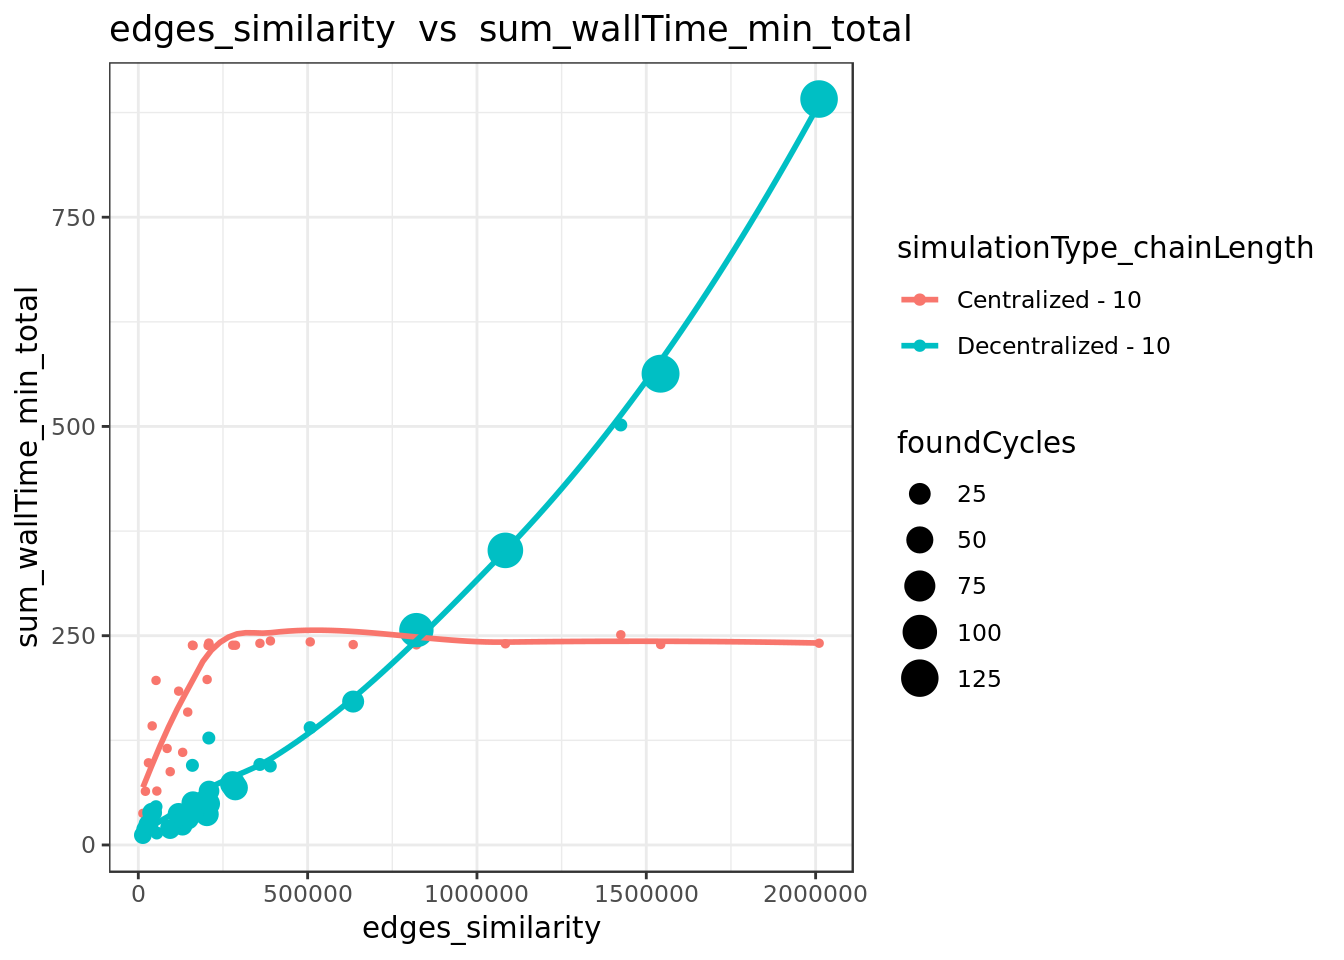 edges_similarity  vs  sum_wallTime_min_total
sum_wallTime_min_total
750
500
250
0
0
500000
1000000
1500000
2000000
edges_similarity
simulationType_chainLength
Centralized - 10
Decentralized - 10
foundCycles
25
50
75
100
125